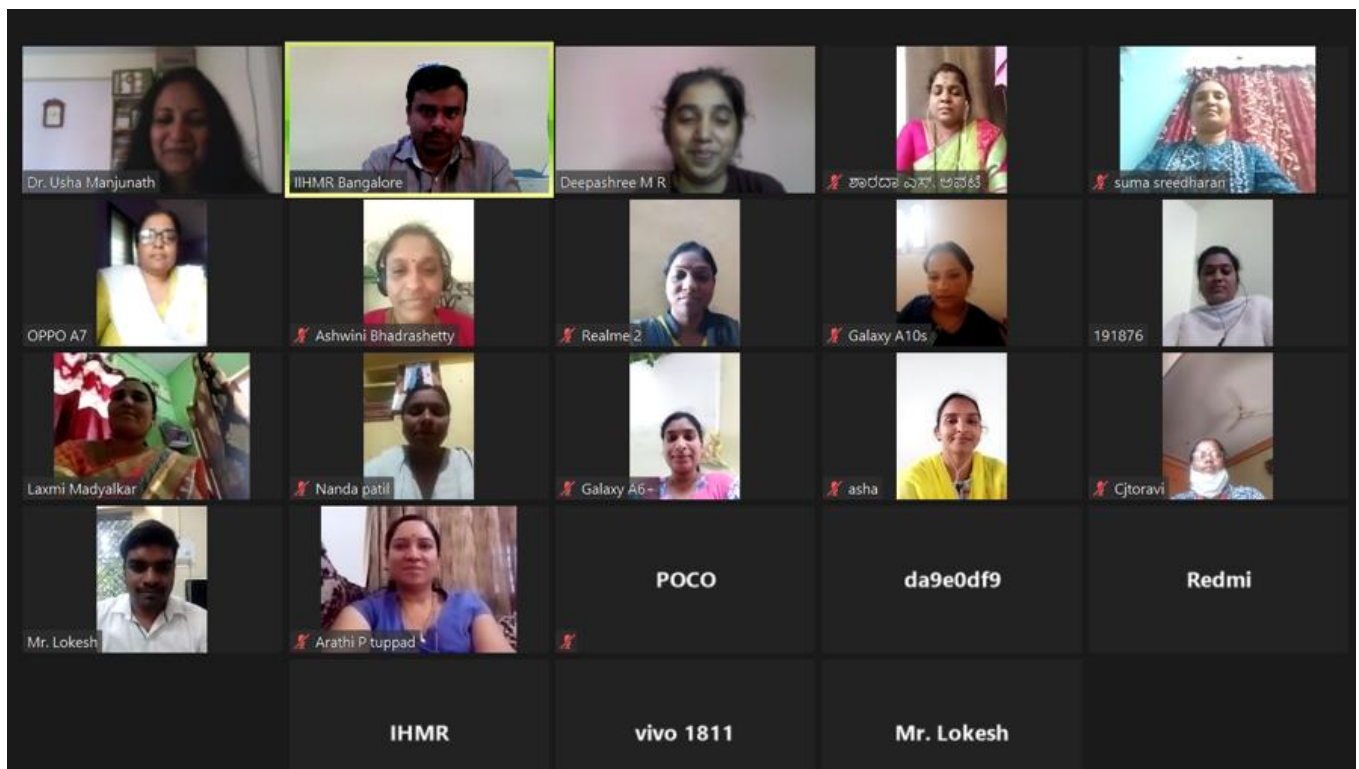 Dr. Usha Manjunath
IIHMR Bangalore
Deepashree M R
ಶಾರದಾ ಎಸ್. ಅವಟಿ
suma sreedharan
OPPO A7
Ashwini Bhadrashetty
Realme 2
Galaxy A10s
191876
Laxmi Madyalkar
Nanda patil
Galaxy A6+
asha
Cjtoravi
Mr. Lokesh
Arathi P tuppad
POCO
da9e0df9
Redmi
IHMR
vivo 1811
Mr. Lokesh